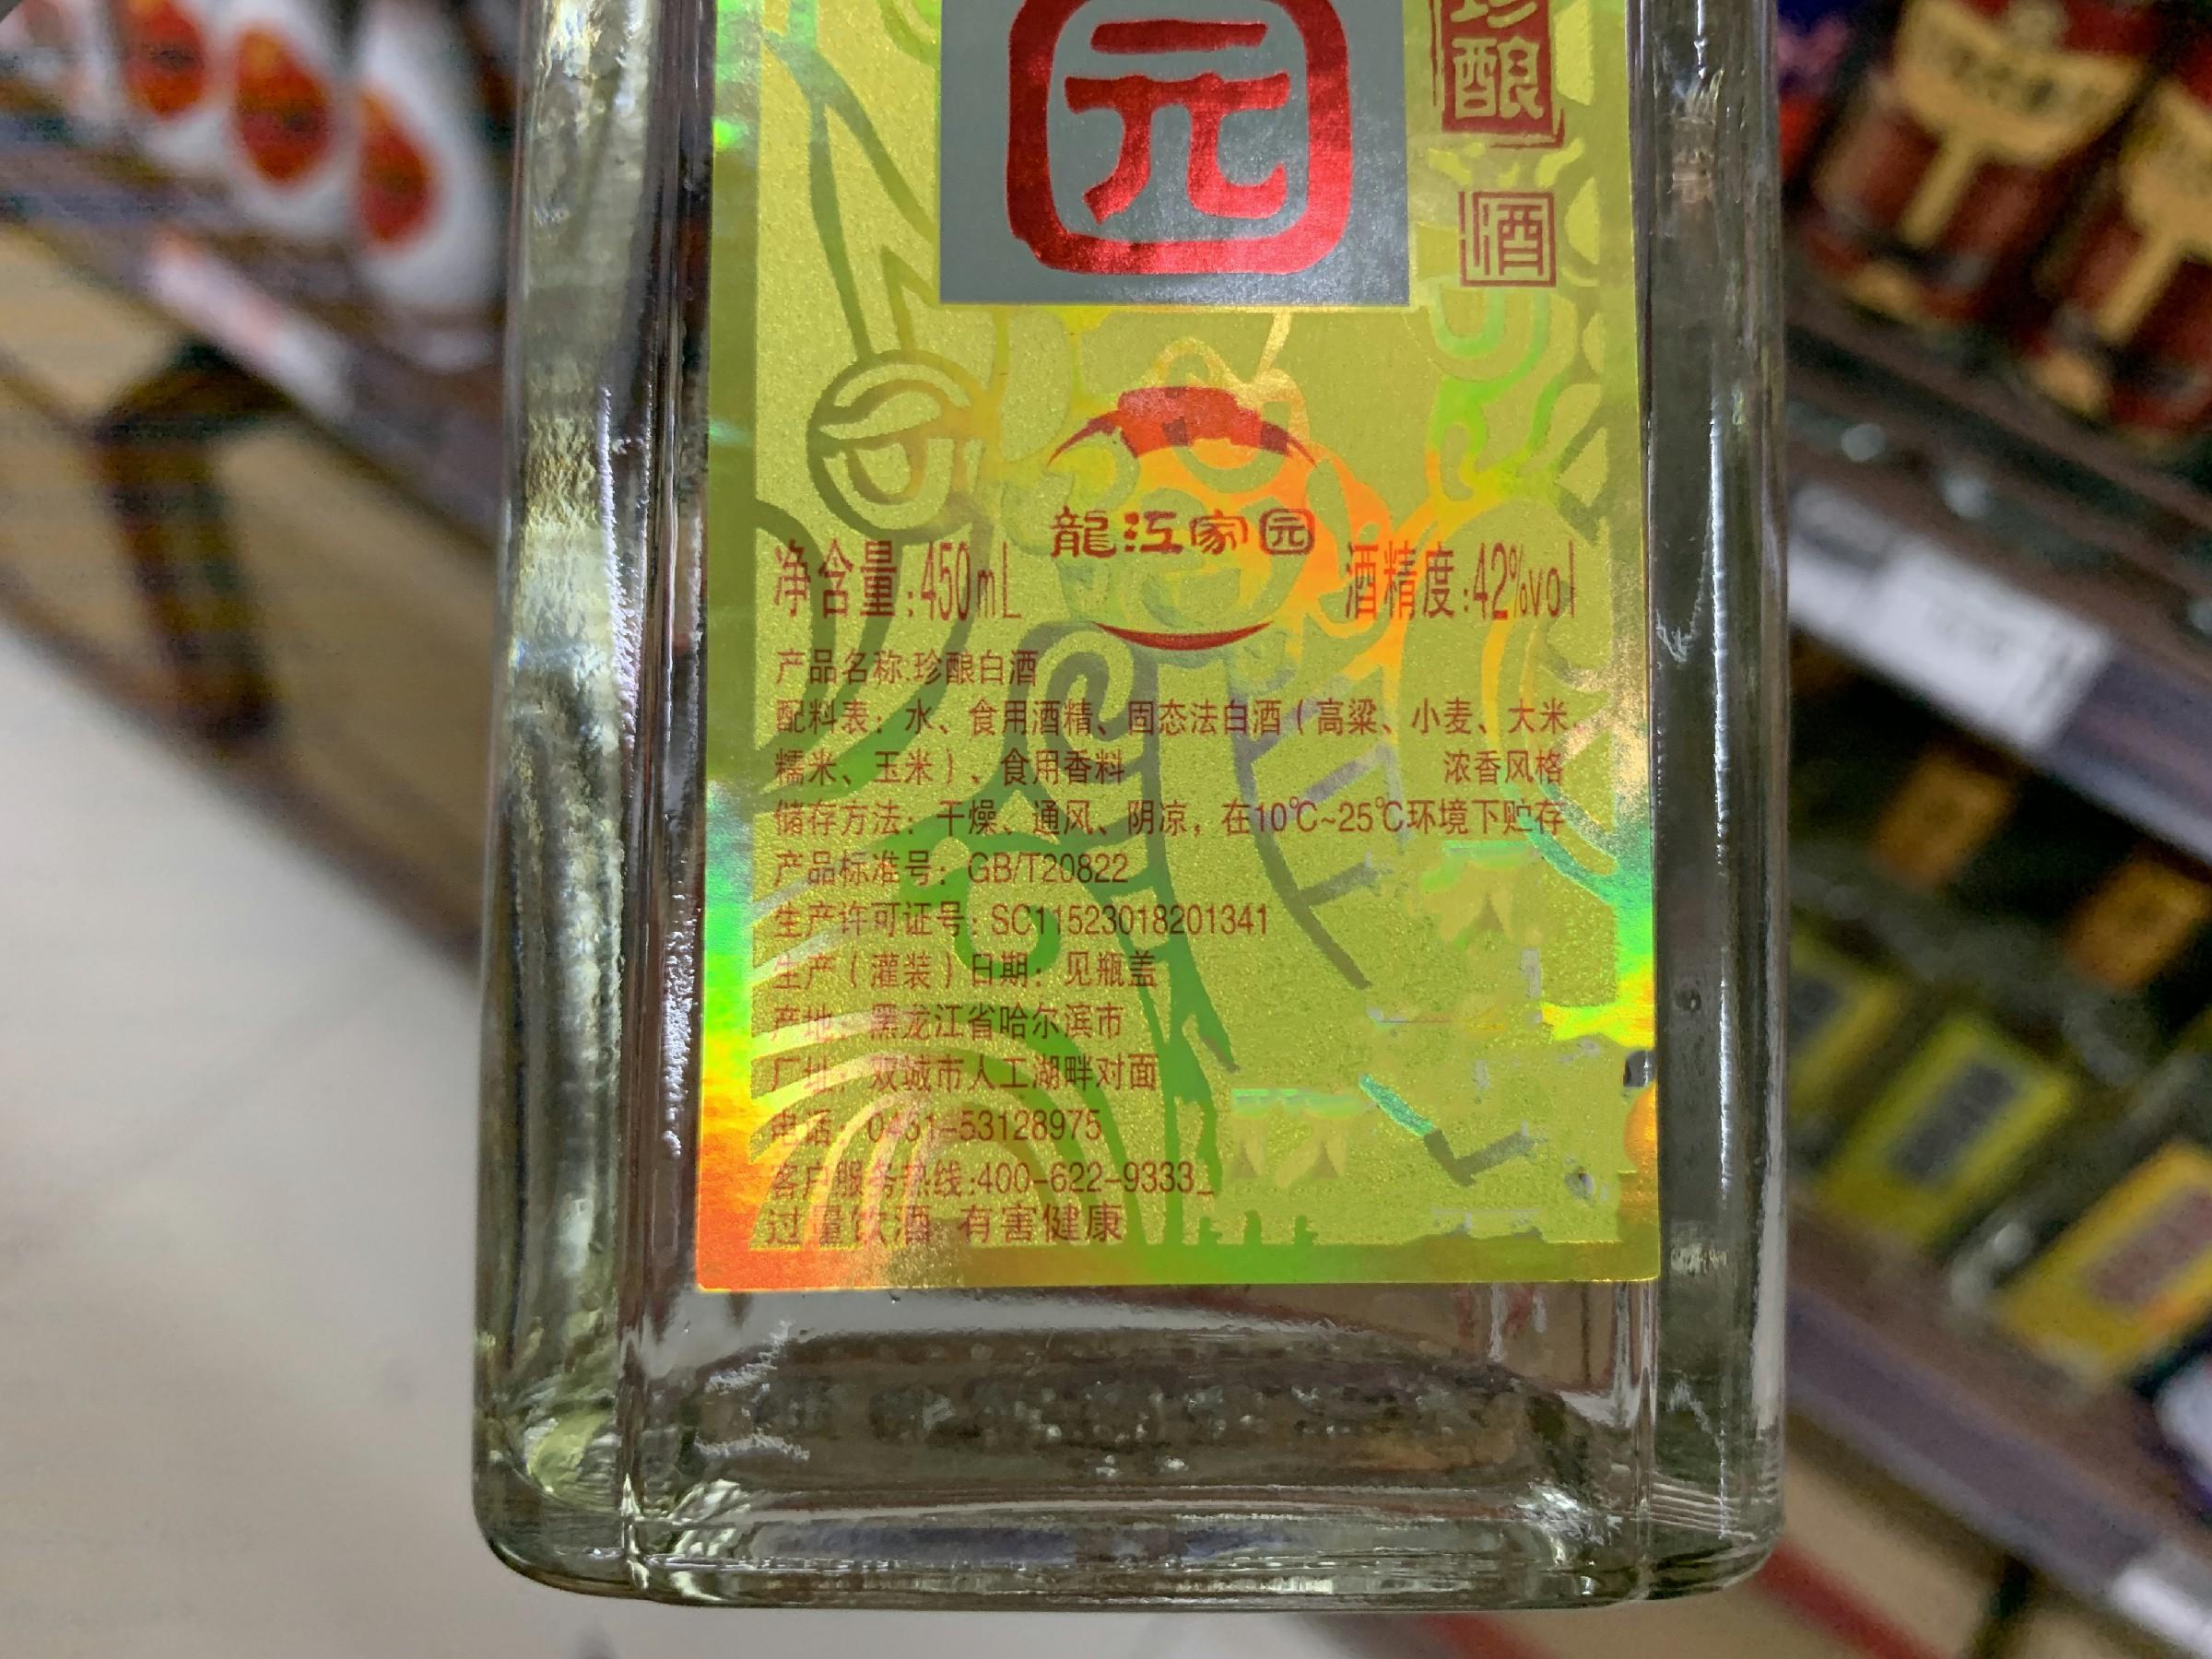 园
珍酿
酒
龍江家园
净含量:450mL 酒精度:42%vol
产品名称:珍酿白酒
配料表：水、食用酒精、固态法白酒（高粱、小麦、大米、
糯米、玉米）、食用香料 浓香风格
储存方法：干燥、通风、阴凉，在10℃~25℃环境下贮存
产品标准号：GB/T20822
生产许可证号：SC11523018201341
生产（灌装）日期：见瓶盖
产地：黑龙江省哈尔滨市
厂址：双城市人工湖畔对面
电话：0451-53128975
客户服务热线:400-622-9333
过量饮酒 有害健康